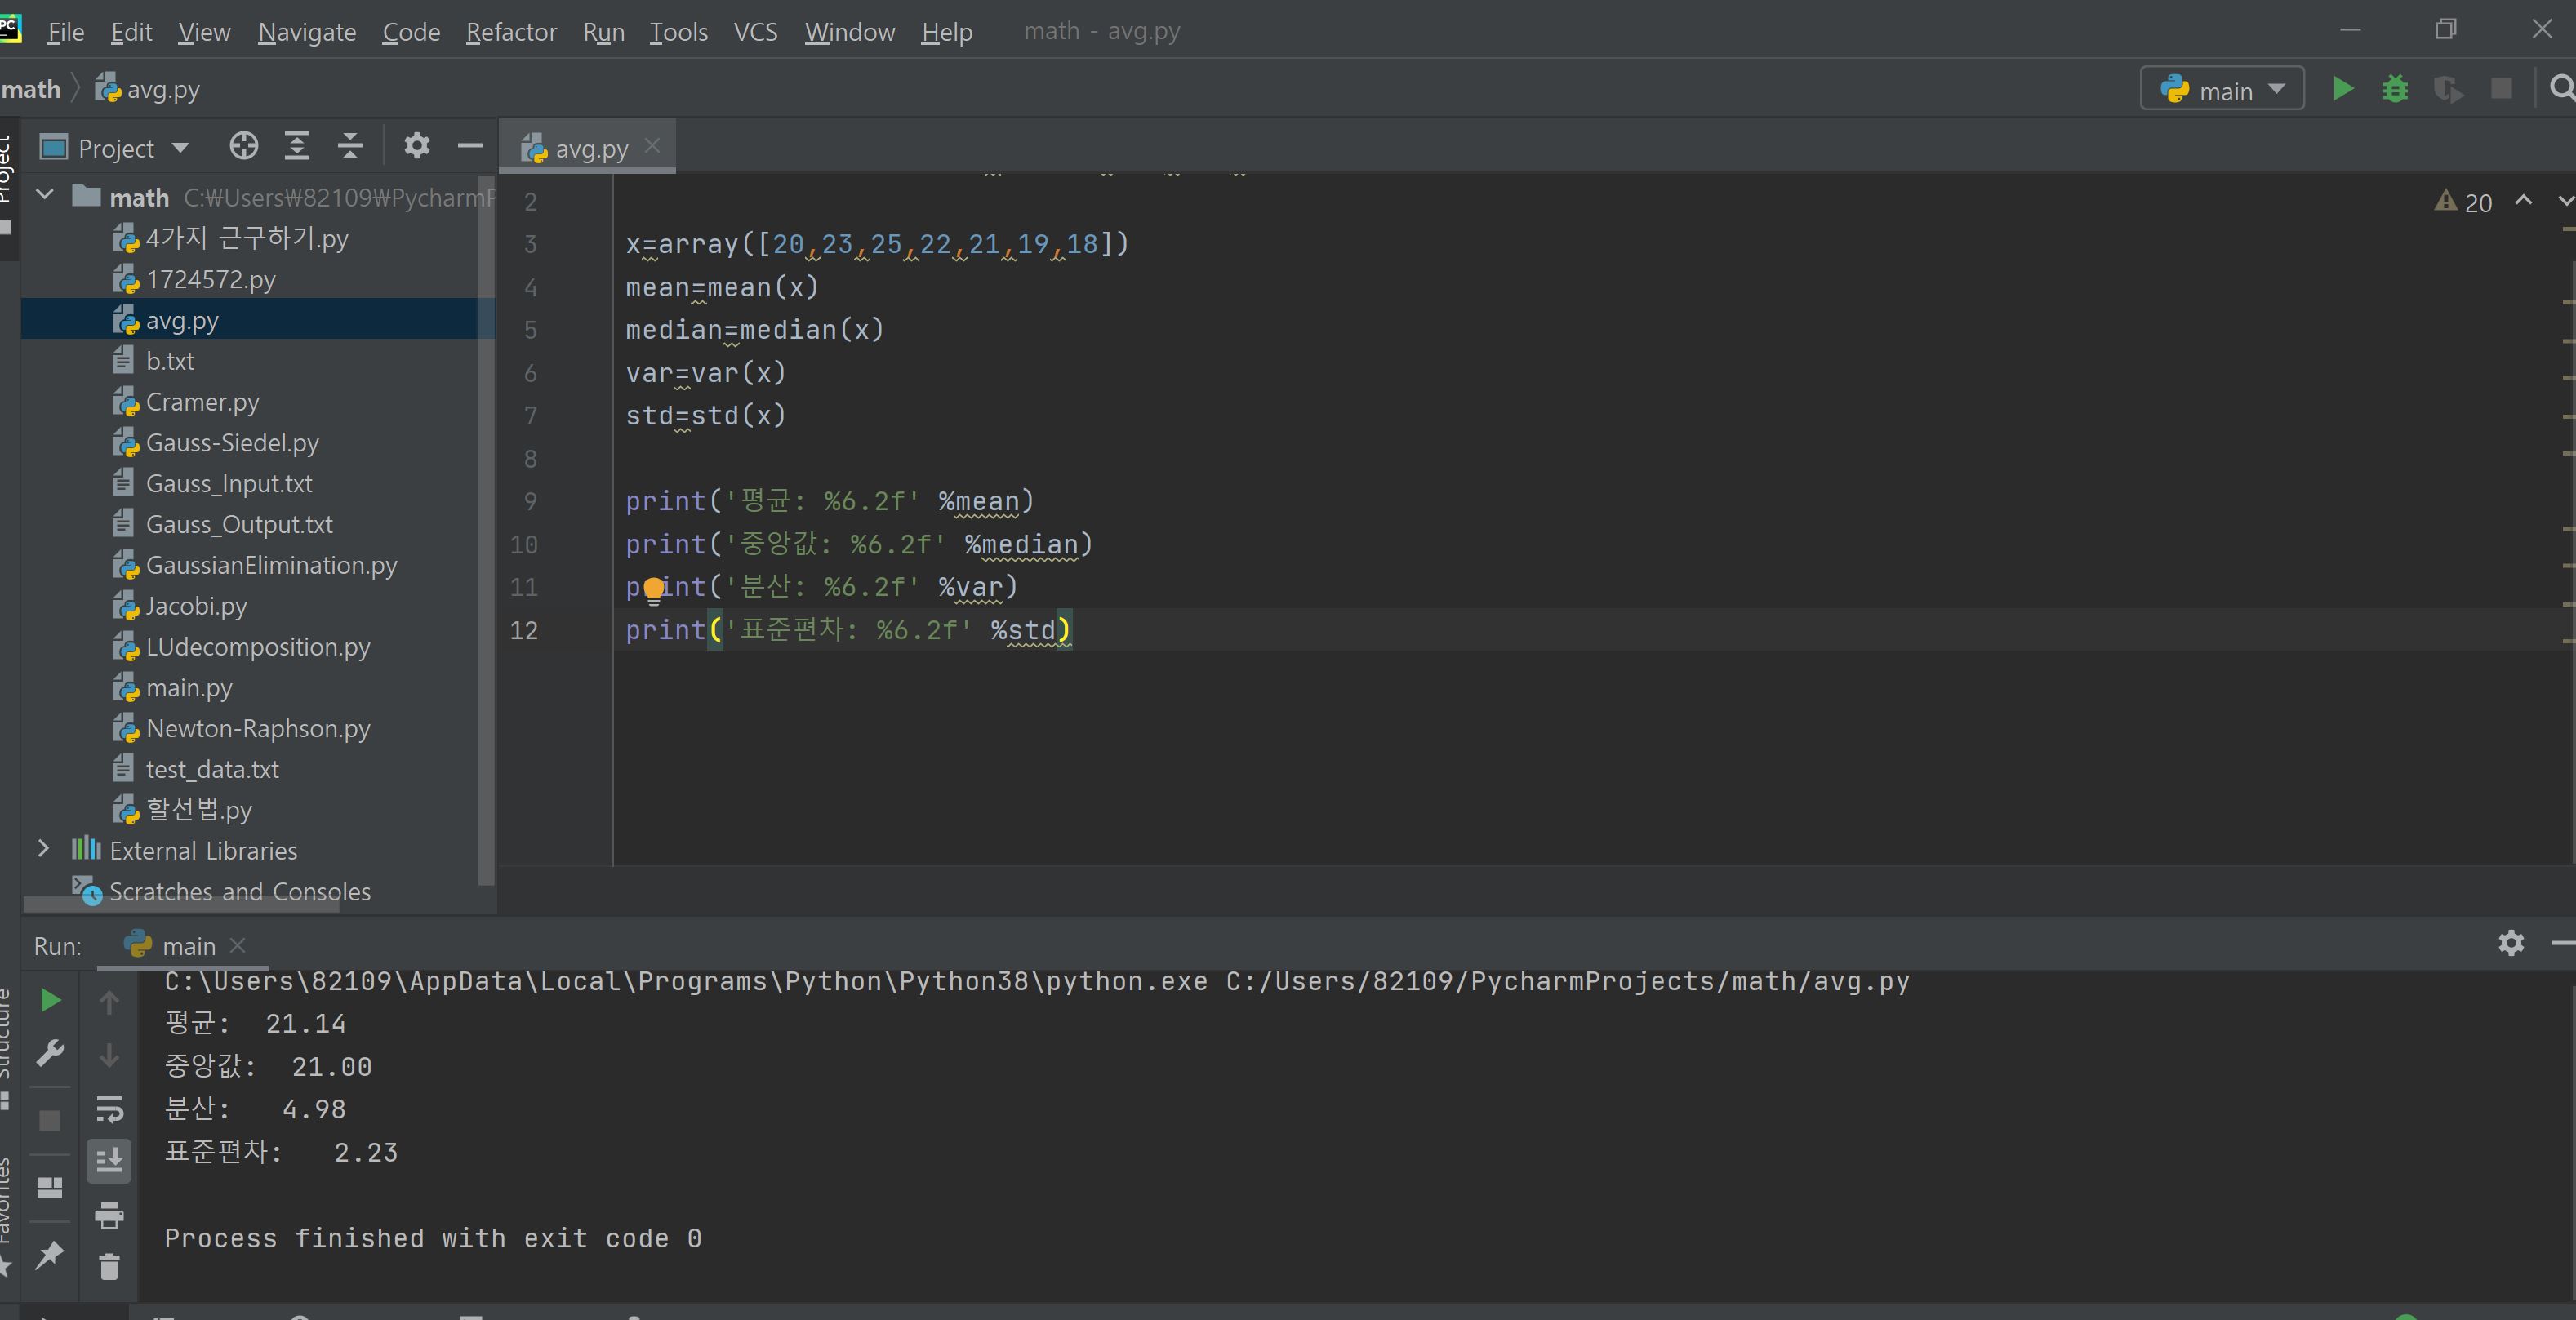 PC
File Edit View Navigate Code Refactor Run Tools VCS Window Help math - avg.py
math avg.py main
Project
Project avg.py
math C:₩Users₩82109₩PycharmP
4가지 근구하기.py
1724572.py
avg.py
b.txt
Cramer.py
Gauss-Siedel.py
Gauss_Input.txt
Gauss_Output.txt
GaussianElimination.py
Jacobi.py
LUdecomposition.py
main.py
Newton-Raphson.py
test_data.txt
할선법.py
External Libraries
Scratches and Consoles
20
2
3 x=array([20,23,25,22,21,19,18])
4 mean=mean(x)
5 median=median(x)
6 var=var(x)
7 std=std(x)
8
9 print('평균: %6.2f' %mean)
10 print('중앙값: %6.2f' %median)
11 print('분산: %6.2f' %var)
12 print('표준편차: %6.2f' %std)
Run: main
C:\Users\82109\AppData\Local\Programs\Python\Python38\python.exe C:/Users/82109/PycharmProjects/math/avg.py
평균:  21.14
중앙값:  21.00
분산:   4.98
표준편차:   2.23
Process finished with exit code 0
Structure
Favorites